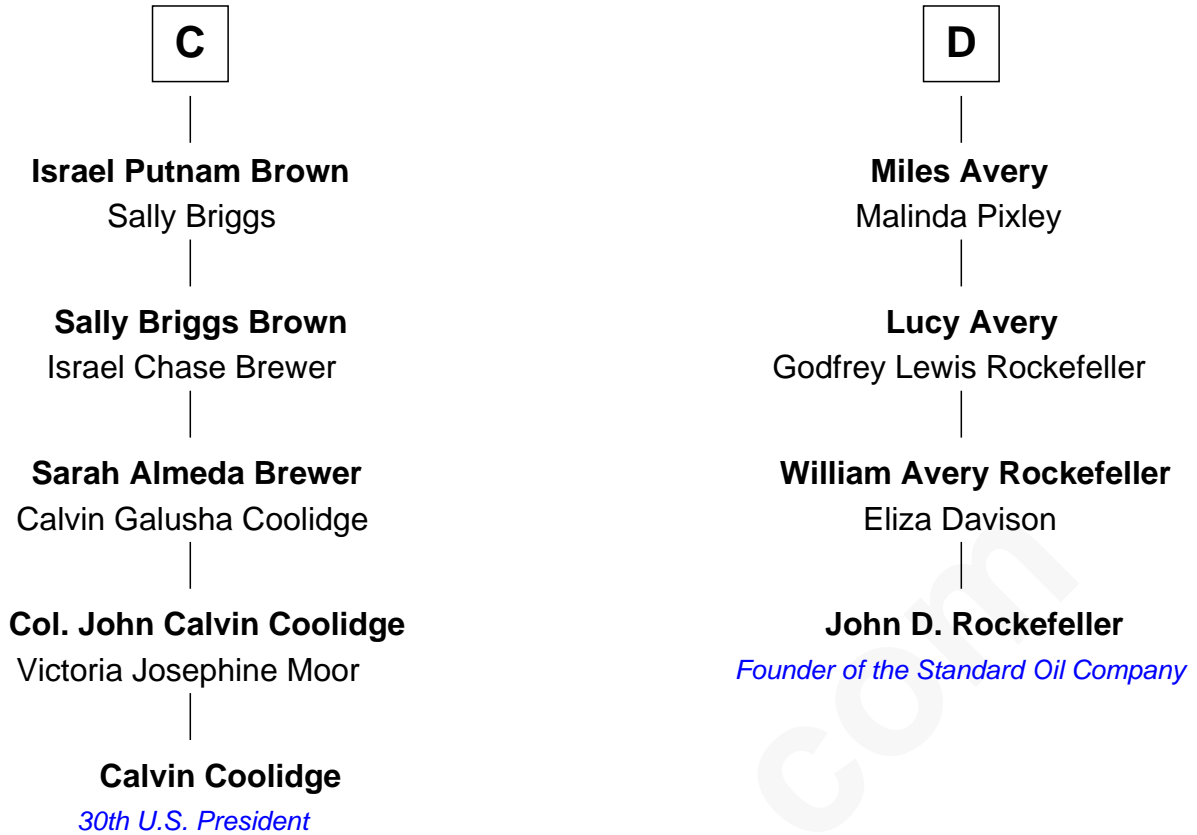 C
Israel Putnam Brown
Sally Briggs
Sally Briggs Brown
Israel Chase Brewer
Sarah Almeda Brewer
Calvin Galusha Coolidge
Col. John Calvin Coolidge
Victoria Josephine Moor
Calvin Coolidge
30th U.S. President
D
Miles Avery
Malinda Pixley
Lucy Avery
Godfrey Lewis Rockefeller
William Avery Rockefeller
Eliza Davison
John D. Rockefeller
Founder of the Standard Oil Company
com